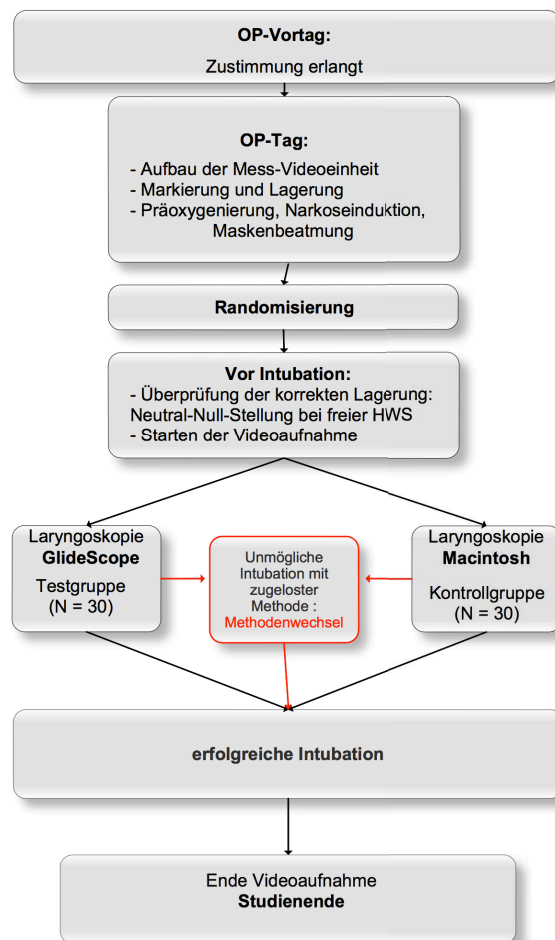 OP-Vortag:
Zustimmung erlangt
OP-Tag:
- Aufbau der Mess-Videoeinheit
- Markierung und Lagerung
- Präoxygenierung, Narkoseinduktion,
Maskenbeatmung
Randomisierung
Vor Intubation:
- Überprüfung der korrekten Lagerung:
Neutral-Null-Stellung bei freier HWS
- Starten der Videoaufnahme
Laryngoskopie
GlideScope
Testgruppe
(N = 30)
Unmögliche
Intubation mit
zugeloster
Methode :
Methodenwechsel
Laryngoskopie
Macintosh
Kontrollgruppe
(N = 30)
erfolgreiche Intubation
Ende Videoaufnahme
Studienende